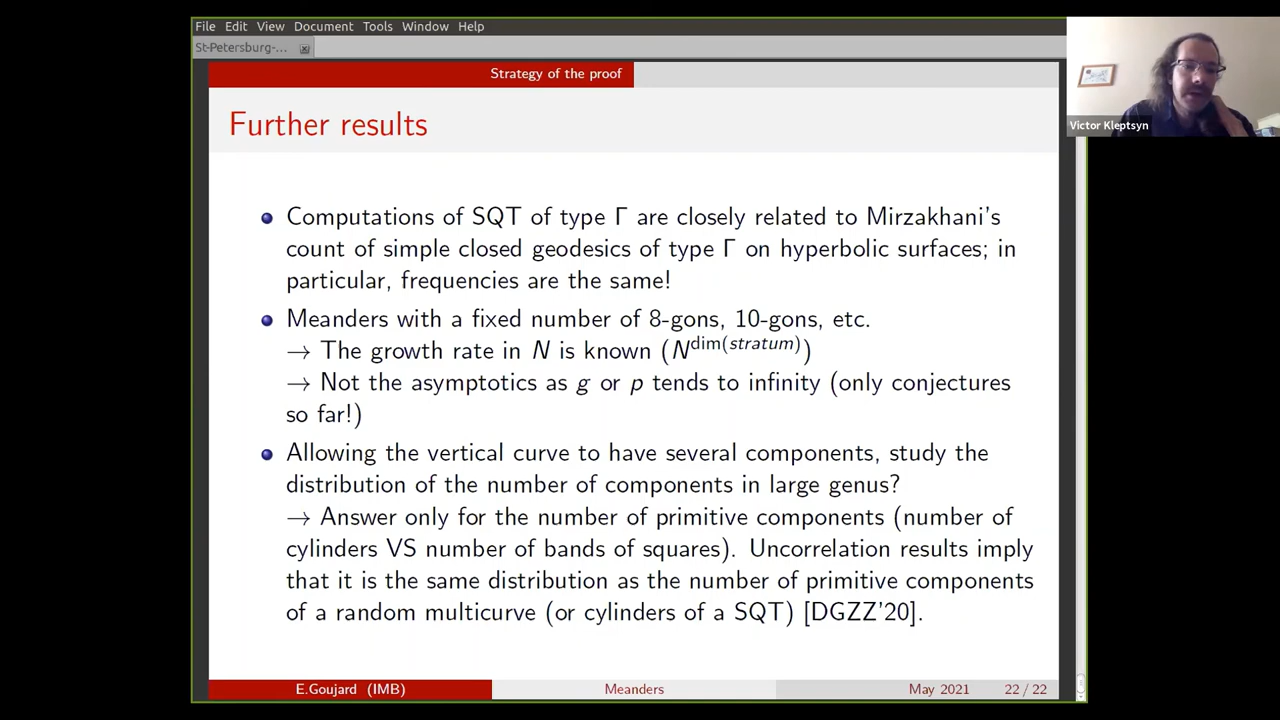 File Edit View Document Tools Window Help
St-Petersburg-...
Strategy of the proof
Further results
Victor Kleptsyn
Computations of SQT of type Γ are closely related to Mirzakhani's
count of simple closed geodesics of type Γ on hyperbolic surfaces; in
particular, frequencies are the same!
Meanders with a fixed number of 8-gons, 10-gons, etc.
→ The growth rate in N is known (N^dim(stratum))
→ Not the asymptotics as g or p tends to infinity (only conjectures
so far!)
Allowing the vertical curve to have several components, study the
distribution of the number of components in large genus?
→ Answer only for the number of primitive components (number of
cylinders VS number of bands of squares). Uncorrelation results imply
that it is the same distribution as the number of primitive components
of a random multicurve (or cylinders of a SQT) [DGZZ'20].
E.Goujard (IMB) Meanders May 2021 22 / 22